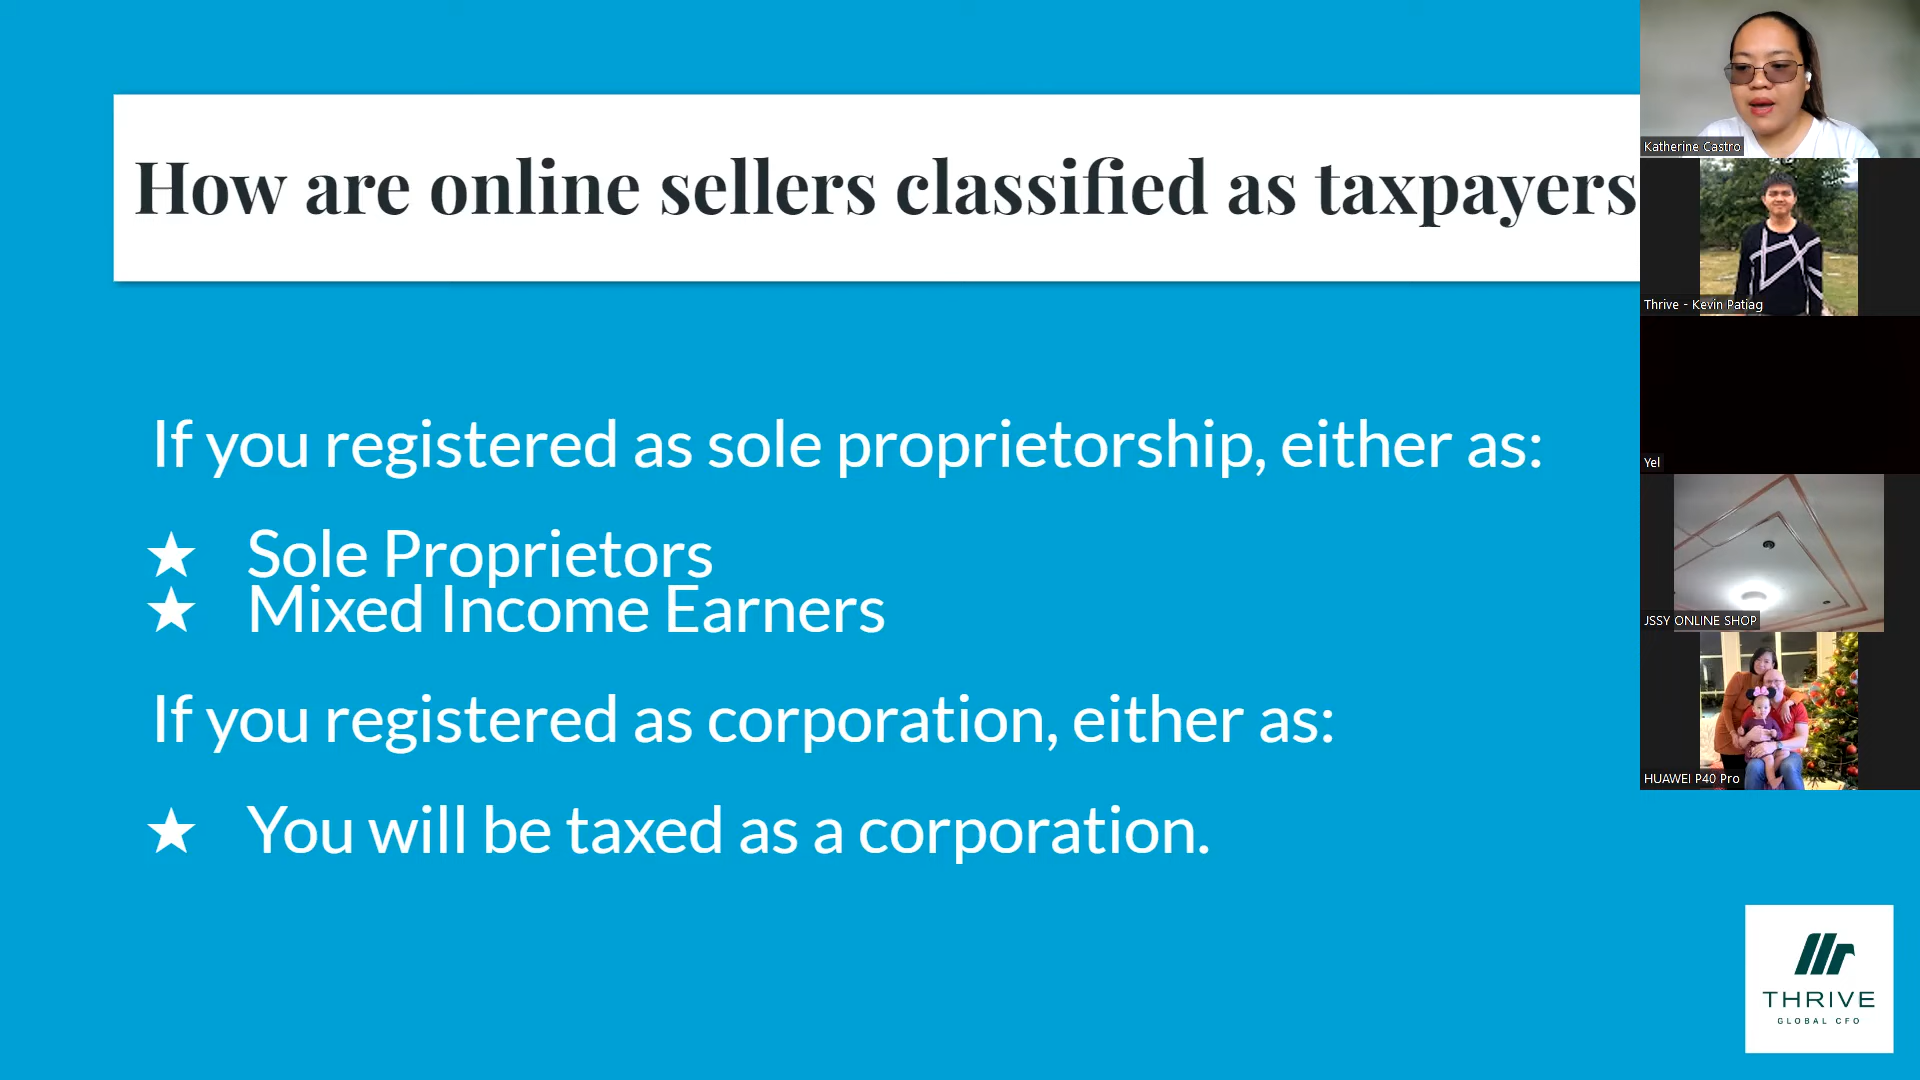 How are online sellers classified as taxpayers
If you registered as sole proprietorship, either as:
★ Sole Proprietors
★ Mixed Income Earners
If you registered as corporation, either as:
★ You will be taxed as a corporation.
Katherine Castro
Thrive - Kevin Patiag
Yel
JSSY ONLINE SHOP
HUAWEI P40 Pro
THRIVE
GLOBAL CFO